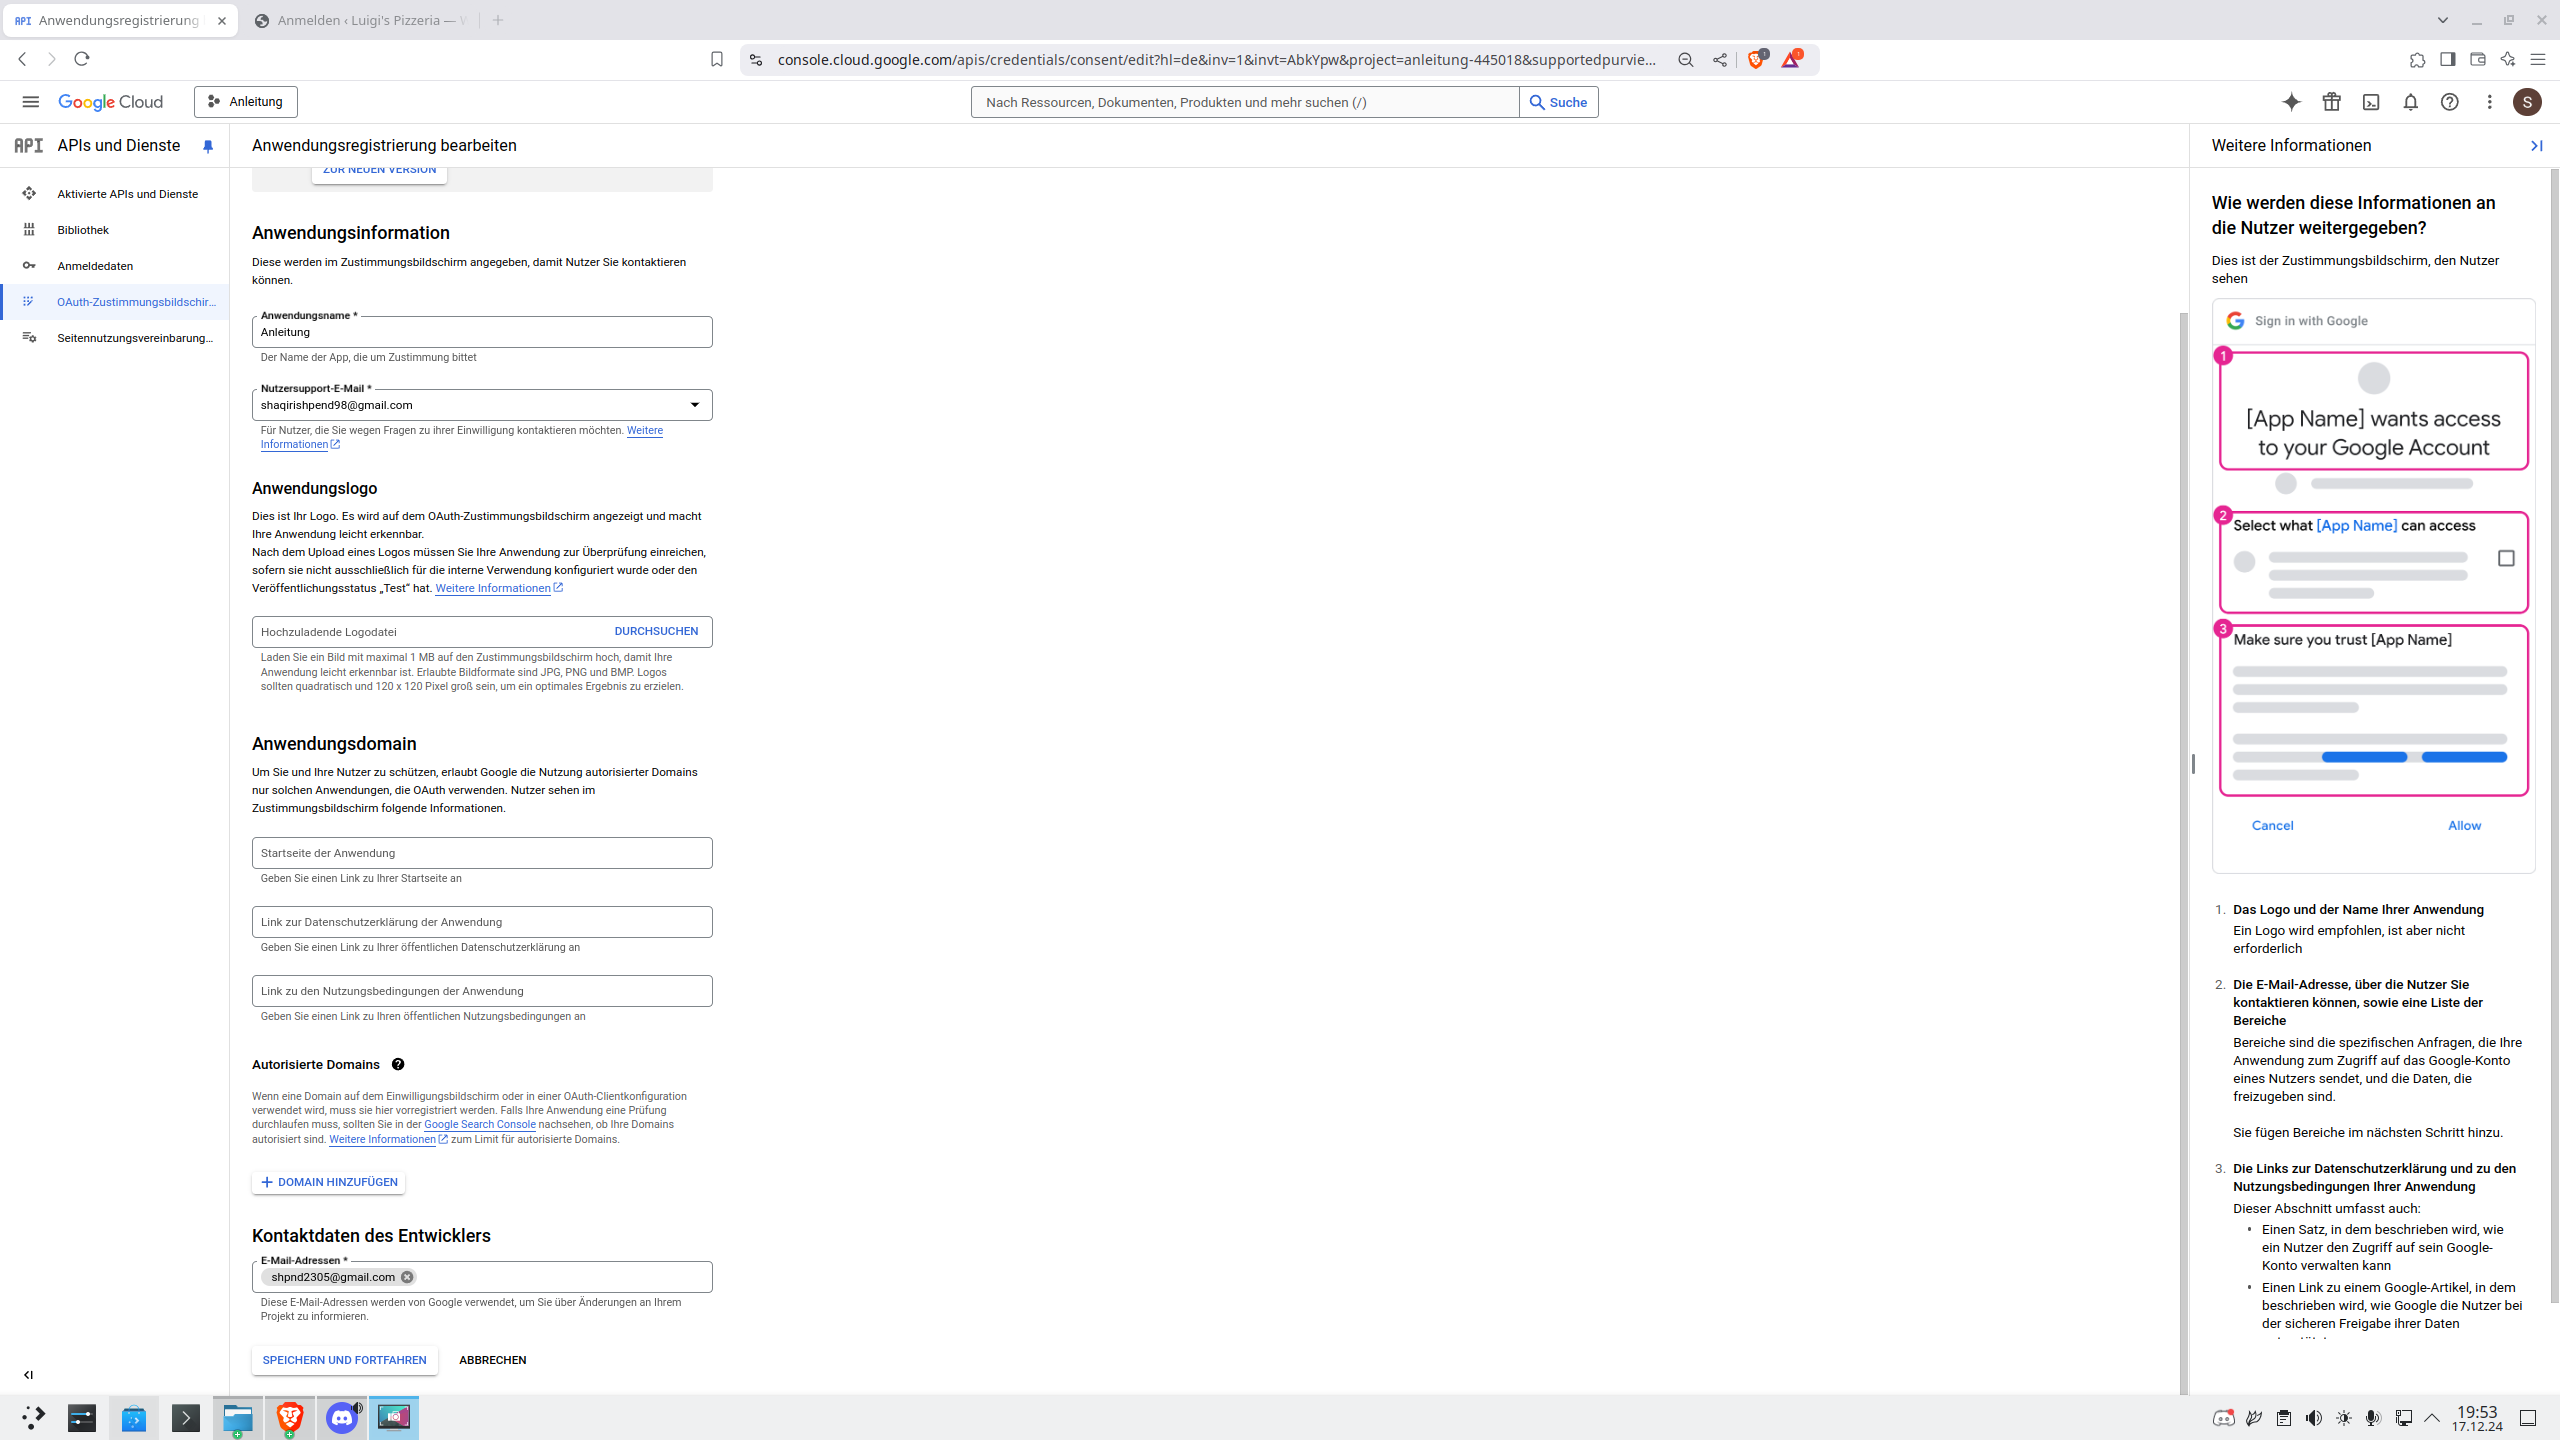 Anwendungsregistrierung
Anmelden ‹ Luigi's Pizzeria —
console.cloud.google.com/apis/credentials/consent/edit?hl=de&inv=1&invt=AbkYpw&project=anleitung-445018&supportedpurvie...
1
1
Google Cloud
Anleitung
Nach Ressourcen, Dokumenten, Produkten und mehr suchen (/)
Suche
S
API
APIs und Dienste
Aktivierte APIs und Dienste
Bibliothek
Anmeldedaten
OAuth-Zustimmungsbildschir...
Seitennutzungsvereinbarung...
Anwendungsregistrierung bearbeiten
ZUR NEUEN VERSION
Anwendungsinformation
Diese werden im Zustimmungsbildschirm angegeben, damit Nutzer Sie kontaktieren
können.
Anwendungsname *
Anleitung
Der Name der App, die um Zustimmung bittet
Nutzersupport-E-Mail *
shaqirishpend98@gmail.com
Für Nutzer, die Sie wegen Fragen zu ihrer Einwilligung kontaktieren möchten. Weitere
Informationen
Anwendungslogo
Dies ist Ihr Logo. Es wird auf dem OAuth-Zustimmungsbildschirm angezeigt und macht
Ihre Anwendung leicht erkennbar.
Nach dem Upload eines Logos müssen Sie Ihre Anwendung zur Überprüfung einreichen,
sofern sie nicht ausschließlich für die interne Verwendung konfiguriert wurde oder den
Veröffentlichungsstatus „Test“ hat. Weitere Informationen
Hochzuladende Logodatei
DURCHSUCHEN
Laden Sie ein Bild mit maximal 1 MB auf den Zustimmungsbildschirm hoch, damit Ihre
Anwendung leicht erkennbar ist. Erlaubte Bildformate sind JPG, PNG und BMP. Logos
sollten quadratisch und 120 x 120 Pixel groß sein, um ein optimales Ergebnis zu erzielen.
Anwendungsdomain
Um Sie und Ihre Nutzer zu schützen, erlaubt Google die Nutzung autorisierter Domains
nur solchen Anwendungen, die OAuth verwenden. Nutzer sehen im
Zustimmungsbildschirm folgende Informationen.
Startseite der Anwendung
Geben Sie einen Link zu Ihrer Startseite an
Link zur Datenschutzerklärung der Anwendung
Geben Sie einen Link zu Ihrer öffentlichen Datenschutzerklärung an
Link zu den Nutzungsbedingungen der Anwendung
Geben Sie einen Link zu Ihren öffentlichen Nutzungsbedingungen an
Autorisierte Domains
Wenn eine Domain auf dem Einwilligungsbildschirm oder in einer OAuth-Clientkonfiguration
verwendet wird, muss sie hier vorregistriert werden. Falls Ihre Anwendung eine Prüfung
durchlaufen muss, sollten Sie in der Google Search Console nachsehen, ob Ihre Domains
autorisiert sind. Weitere Informationen zum Limit für autorisierte Domains.
DOMAIN HINZUFÜGEN
Kontaktdaten des Entwicklers
E-Mail-Adressen *
shpnd2305@gmail.com
Diese E-Mail-Adressen werden von Google verwendet, um Sie über Änderungen an Ihrem
Projekt zu informieren.
SPEICHERN UND FORTFAHREN
ABBRECHEN
Weitere Informationen
Wie werden diese Informationen an
die Nutzer weitergegeben?
Dies ist der Zustimmungsbildschirm, den Nutzer
sehen
Sign in with Google
1
[App Name] wants access
to your Google Account
2
Select what [App Name] can access
3
Make sure you trust [App Name]
Cancel
Allow
1. Das Logo und der Name Ihrer Anwendung
Ein Logo wird empfohlen, ist aber nicht
erforderlich
2. Die E-Mail-Adresse, über die Nutzer Sie
kontaktieren können, sowie eine Liste der
Bereiche
Bereiche sind die spezifischen Anfragen, die Ihre
Anwendung zum Zugriff auf das Google-Konto
eines Nutzers sendet, und die Daten, die
freizugeben sind.
Sie fügen Bereiche im nächsten Schritt hinzu.
3. Die Links zur Datenschutzerklärung und zu den
Nutzungsbedingungen Ihrer Anwendung
Dieser Abschnitt umfasst auch:
• Einen Satz, in dem beschrieben wird, wie
ein Nutzer den Zugriff auf sein Google-
Konto verwalten kann
• Einen Link zu einem Google-Artikel, in dem
beschrieben wird, wie Google die Nutzer bei
der sicheren Freigabe ihrer Daten
19:53
17.12.24